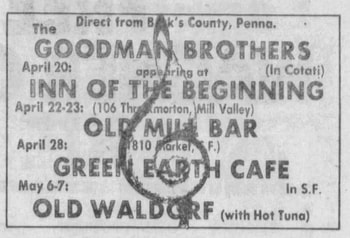 Direct from Berk's County, Penna.
The
GOODMAN BROTHERS
April 20: appearing at (In Cotati)
INN OF THE BEGINNING
April 22-23: (106 Throckmorton, Mill Valley)
OLD MILL BAR
April 28: (1810 Market, S.F.)
GREEN EARTH CAFE
May 6-7: In S.F.
OLD WALDORF (with Hot Tuna)